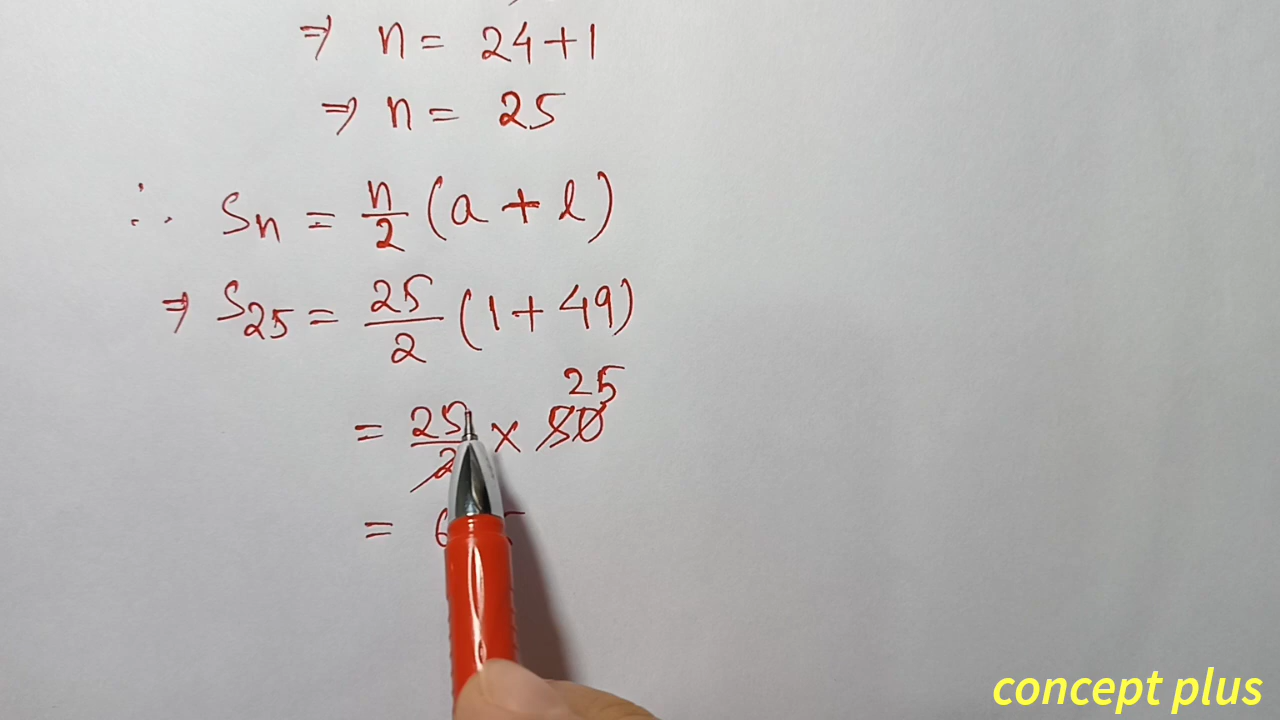 ⇒ n = 24+1
⇒ n = 25
∴ Sn = n/2 (a + l)
⇒ S25 = 25/2 (1 + 49)
= 25/2 × 50 25
=
concept plus